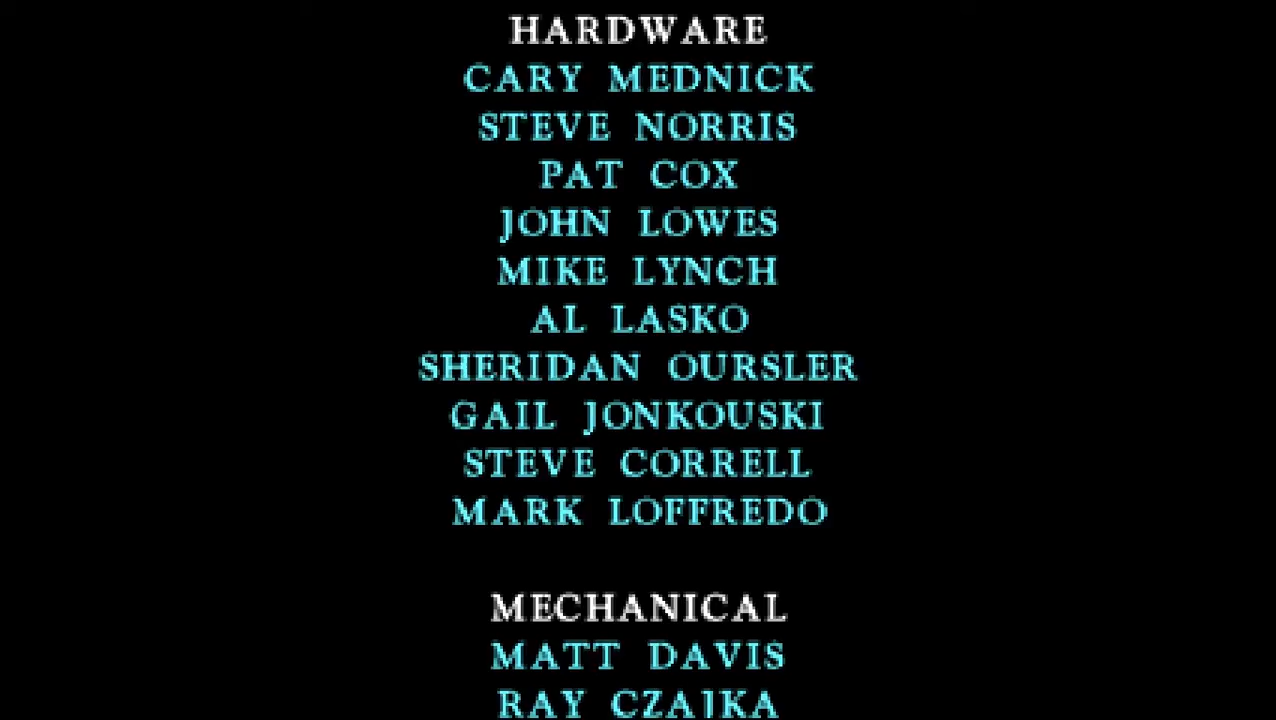 HARDWARE
CARY MEDNICK
STEVE NORRIS
PAT COX
JOHN LOWES
MIKE LYNCH
AL LASKO
SHERIDAN OURSLER
GAIL JONKOUSKI
STEVE CORRELL
MARK LOFFREDO
MECHANICAL
MATT DAVIS
RAY CZAJKA